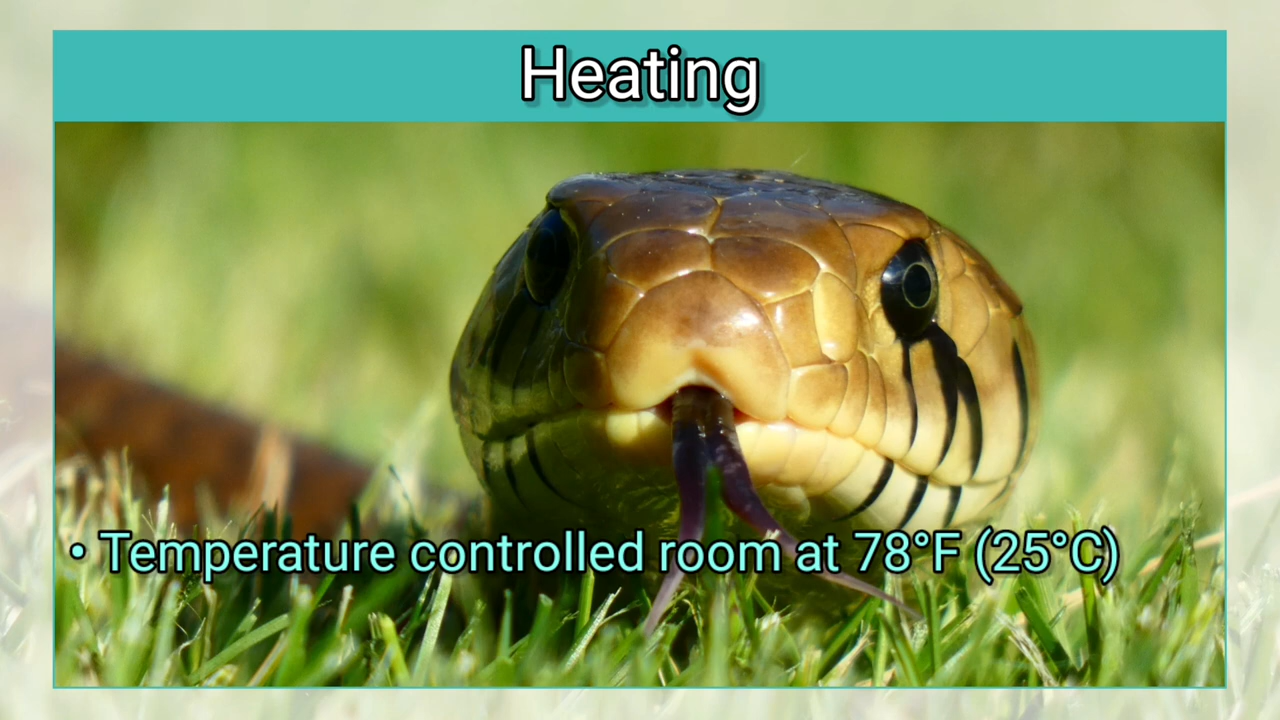 Heating
• Temperature controlled room at 78°F (25°C)